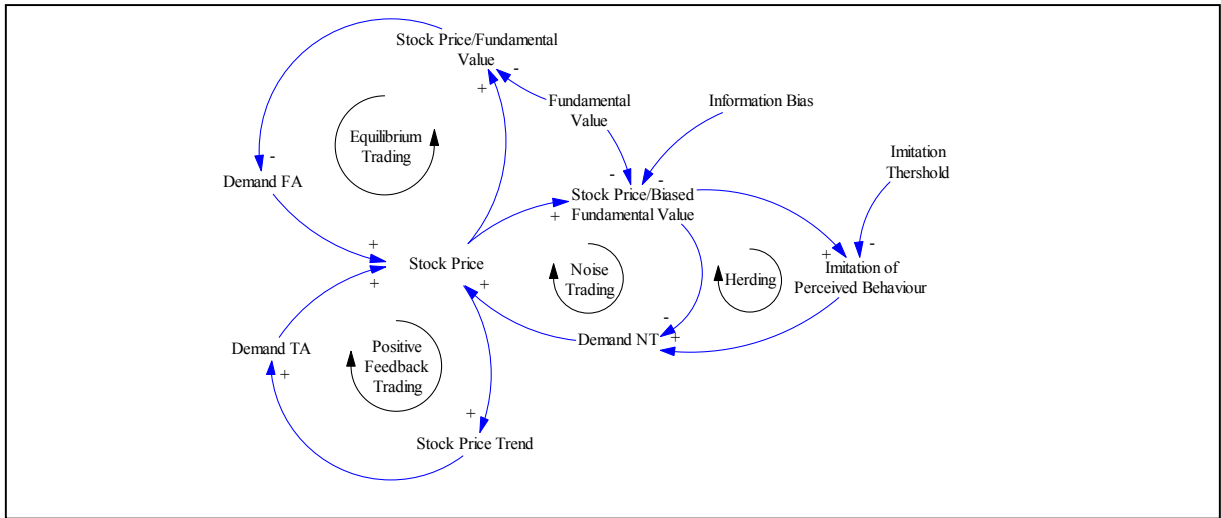 Stock Price/Fundamental
Value
-
+
Fundamental
Value
Information Bias
Equilibrium
Trading
Imitation
Thershold
-
Demand FA
-
-
Stock Price/Biased
Fundamental Value
+
+
-
+
Stock Price
+
+
Noise
Trading
Herding
Imitation of
Perceived Behaviour
-
+
Demand NT
Demand TA
+
Positive
Feedback
Trading
+
Stock Price Trend